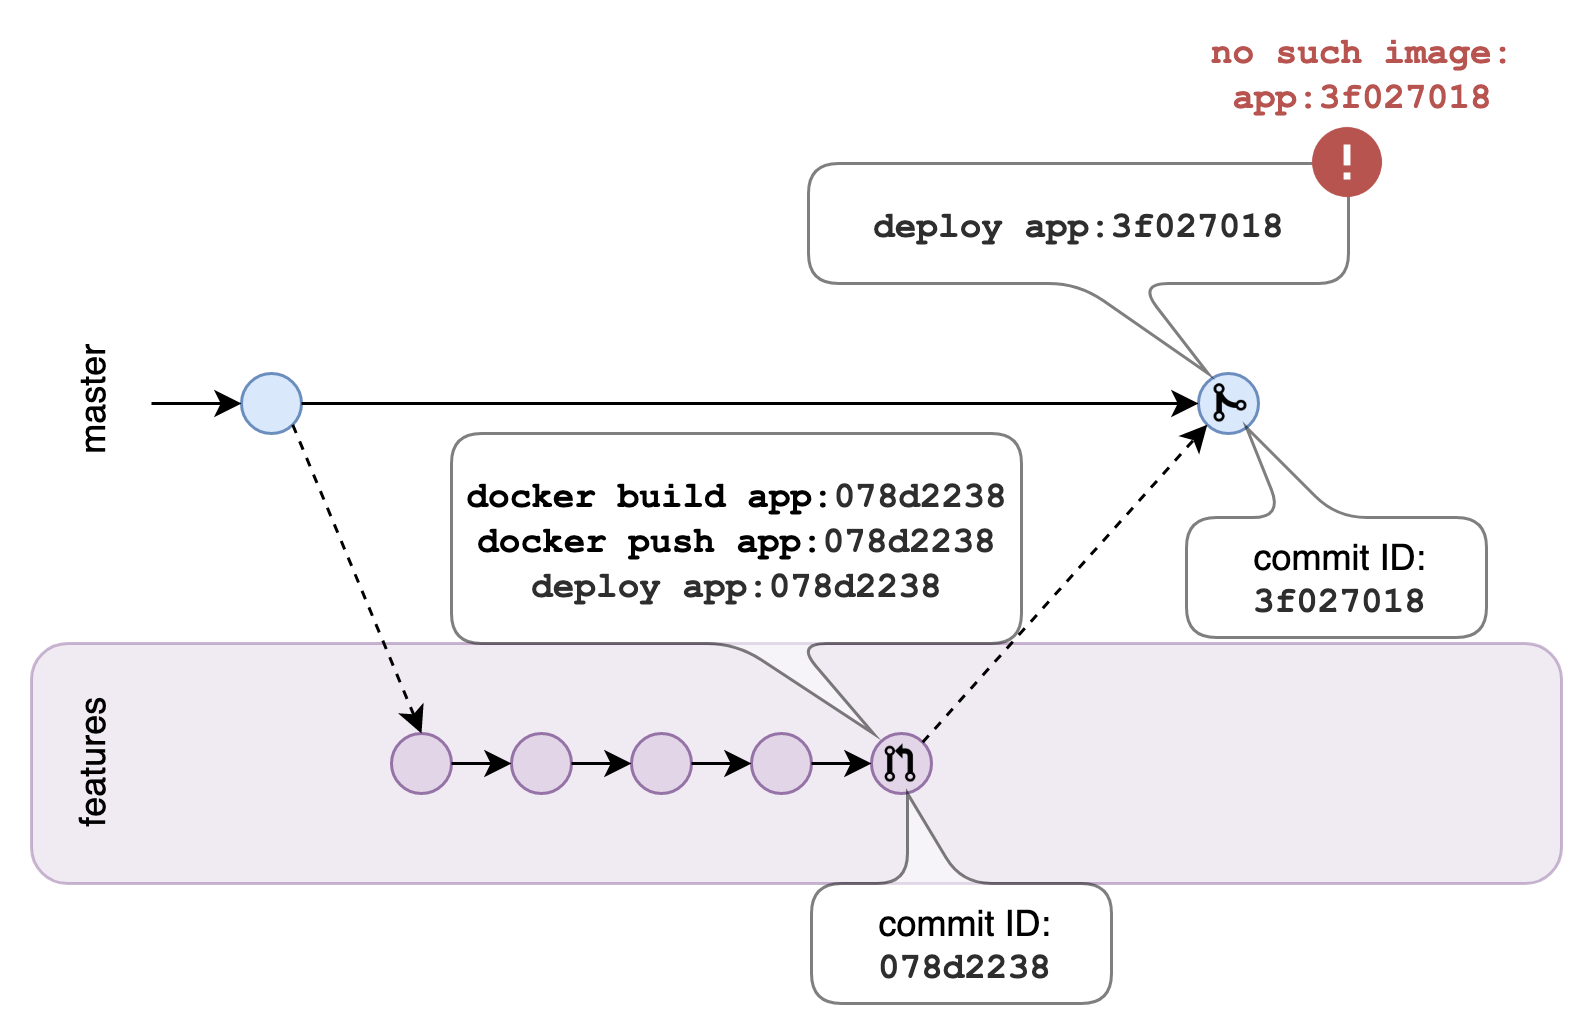 no such image:
app:3f027018
deploy app:3f027018
master
docker build app:078d2238
docker push app:078d2238
deploy app:078d2238
commit ID:
3f027018
features
commit ID:
078d2238